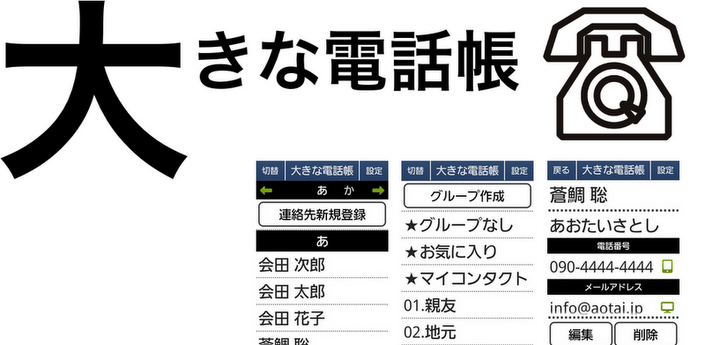 大きな電話帳
切替 大きな電話帳 設定
あ か
連絡先新規登録
あ
会田 次郎
会田 太郎
会田 花子
蒼鯛 聡
切替 大きな電話帳 設定
グループ作成
★グループなし
★お気に入り
★マイコンタクト
01.親友
02.地元
戻る 大きな電話帳 設定
蒼鯛 聡
あおたいさとし
電話番号
090-4444-4444
メールアドレス
info@aotai.jp
編集 削除